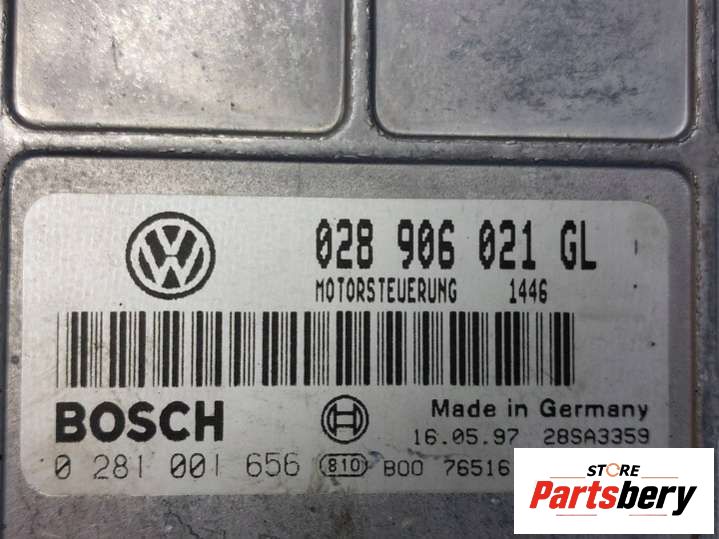 028 906 021 GL
MOTORSTEUERUNG 1446
BOSCH
Made in Germany
16.05.97 28SA3359
0 281 001 656 810 B00 76516
STORE
Partsbery